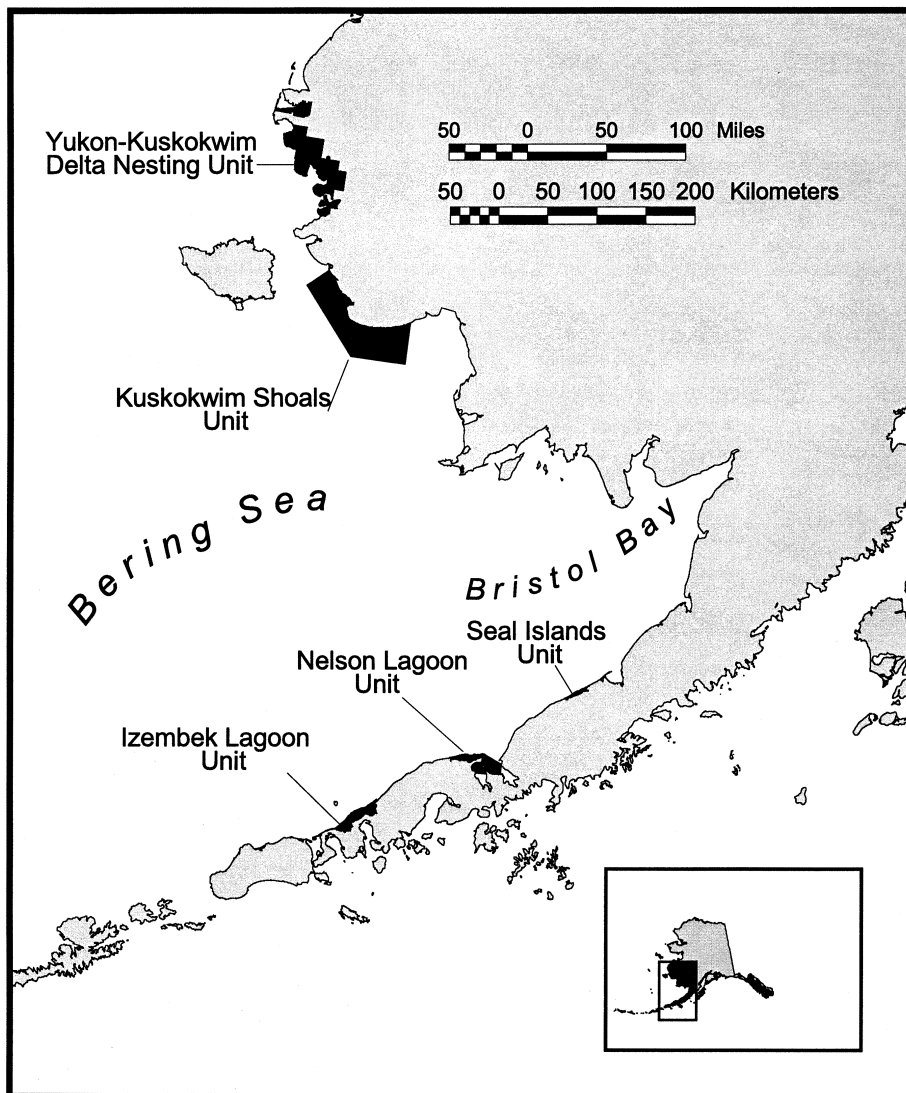 50 0 50 100 Miles
50 0 50 100 150 200 Kilometers
Yukon-Kuskokwim
Delta Nesting Unit
Kuskokwim Shoals
Unit
Bering Sea
Bristol Bay
Seal Islands
Unit
Nelson Lagoon
Unit
Izembek Lagoon
Unit